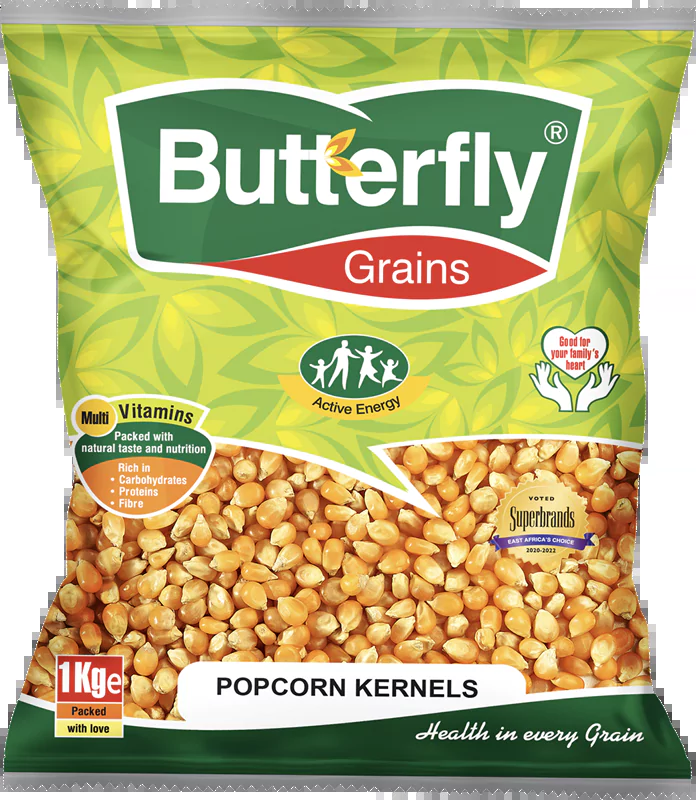 Butterfly®
Grains
Active Energy
Good for
your family's
heart
Multi Vitamins
Packed with
natural taste and nutrition
Rich in
• Carbohydrates
• Proteins
• Fibre
VOTED
Superbrands
EAST AFRICA'S CHOICE
2020-2022
1Kg℮
Packed
with love
POPCORN KERNELS
Health in every Grain